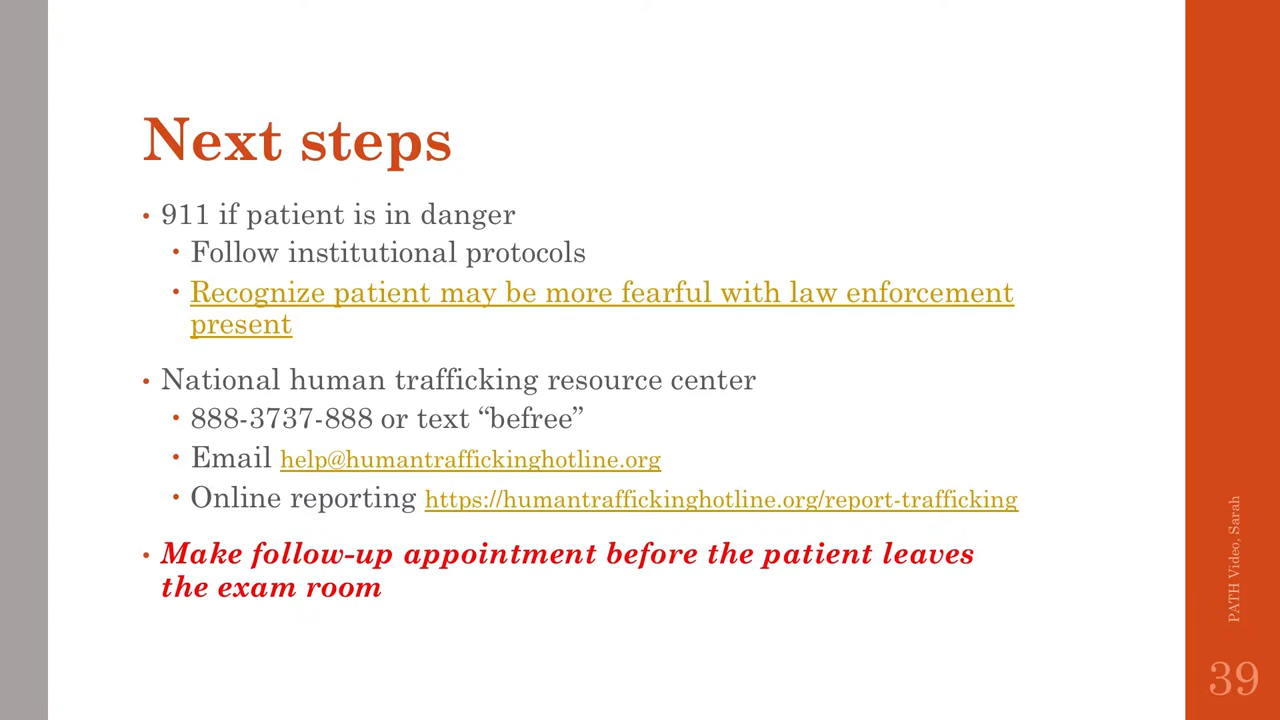 Next steps
• 911 if patient is in danger
• Follow institutional protocols
• Recognize patient may be more fearful with law enforcement
present
• National human trafficking resource center
• 888-3737-888 or text “befree”
• Email help@humantraffickinghotline.org
• Online reporting https://humantraffickinghotline.org/report-trafficking
• Make follow-up appointment before the patient leaves
the exam room
PATH Video, Sarah
39